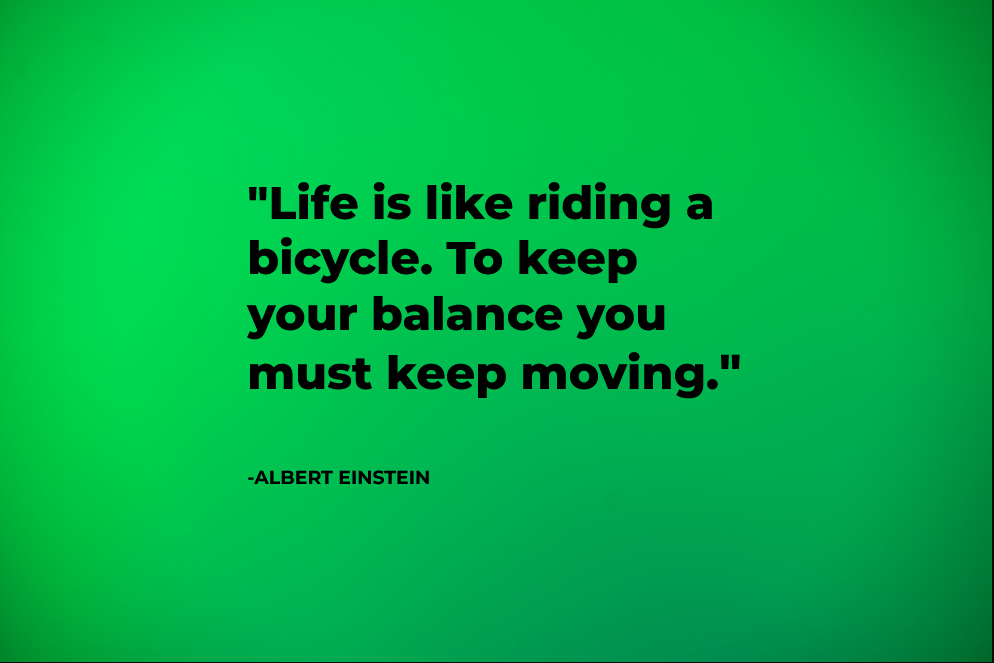 "Life is like riding a
bicycle. To keep
your balance you
must keep moving."
-ALBERT EINSTEIN